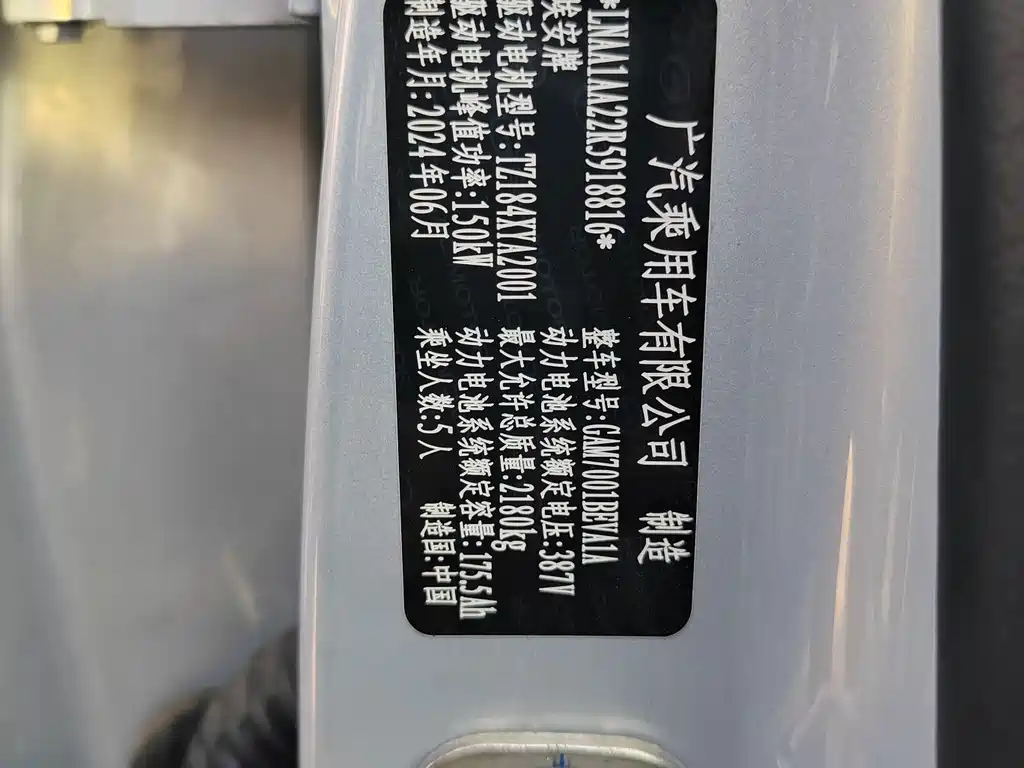 广汽乘用车有限公司 制造
*LNAA1AA22R5918816* 整车型号:GAM7001BEVA1A
埃安牌 动力电池系统额定电压:387V
驱动电机型号:TZ184XYA2001 最大允许总质量:2180kg
驱动电机峰值功率:150kW 动力电池系统额定容量:175.5Ah
制造年月:2024年06月 乘坐人数:5人 制造国:中国